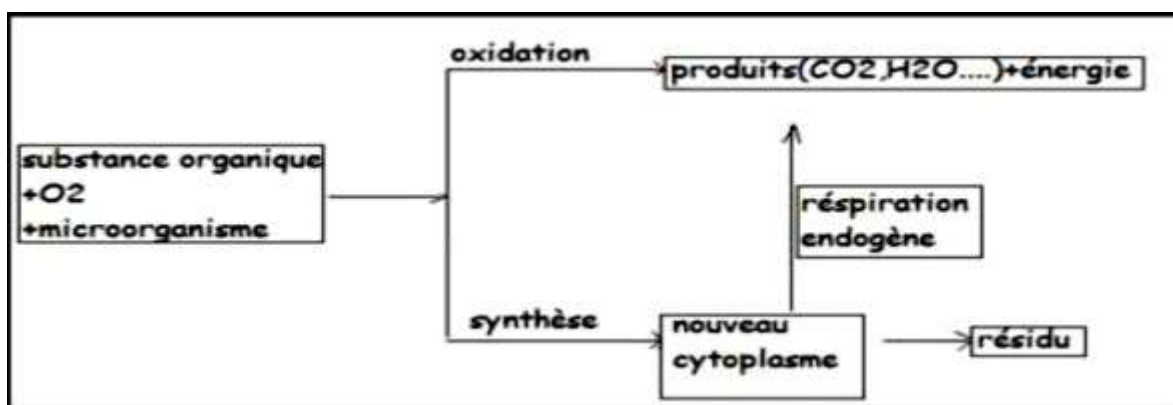 oxidation
produits(CO2,H2O....)+énergie
substance organique
+O2
+microorganisme
réspiration
endogène
synthèse
nouveau
cytoplasme
résidu